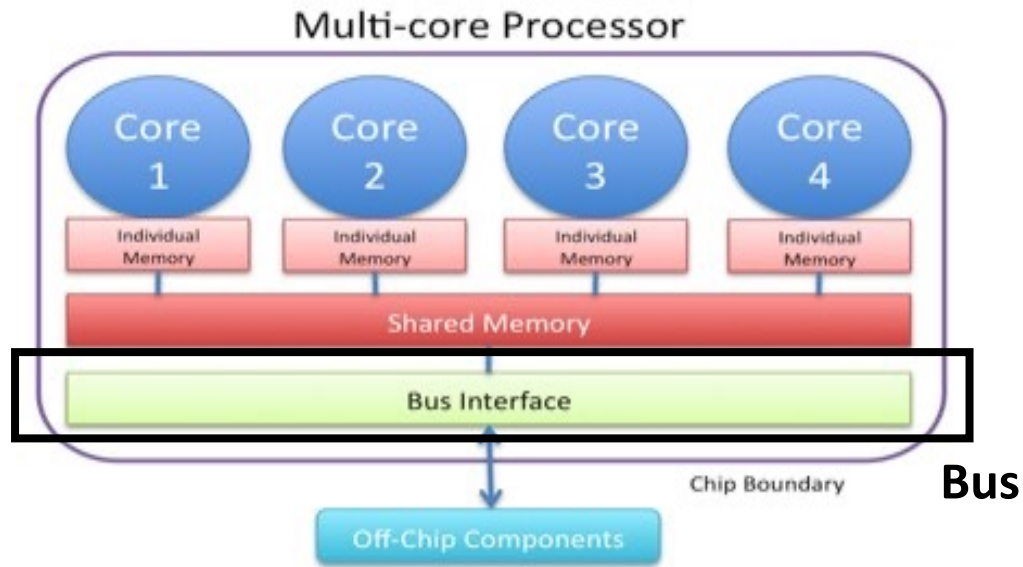 Multi-core Processor
Core
1
Core
2
Core
3
Core
4
Individual
Memory
Individual
Memory
Individual
Memory
Individual
Memory
Shared Memory
Bus Interface
Chip Boundary
Bus
Off-Chip Components